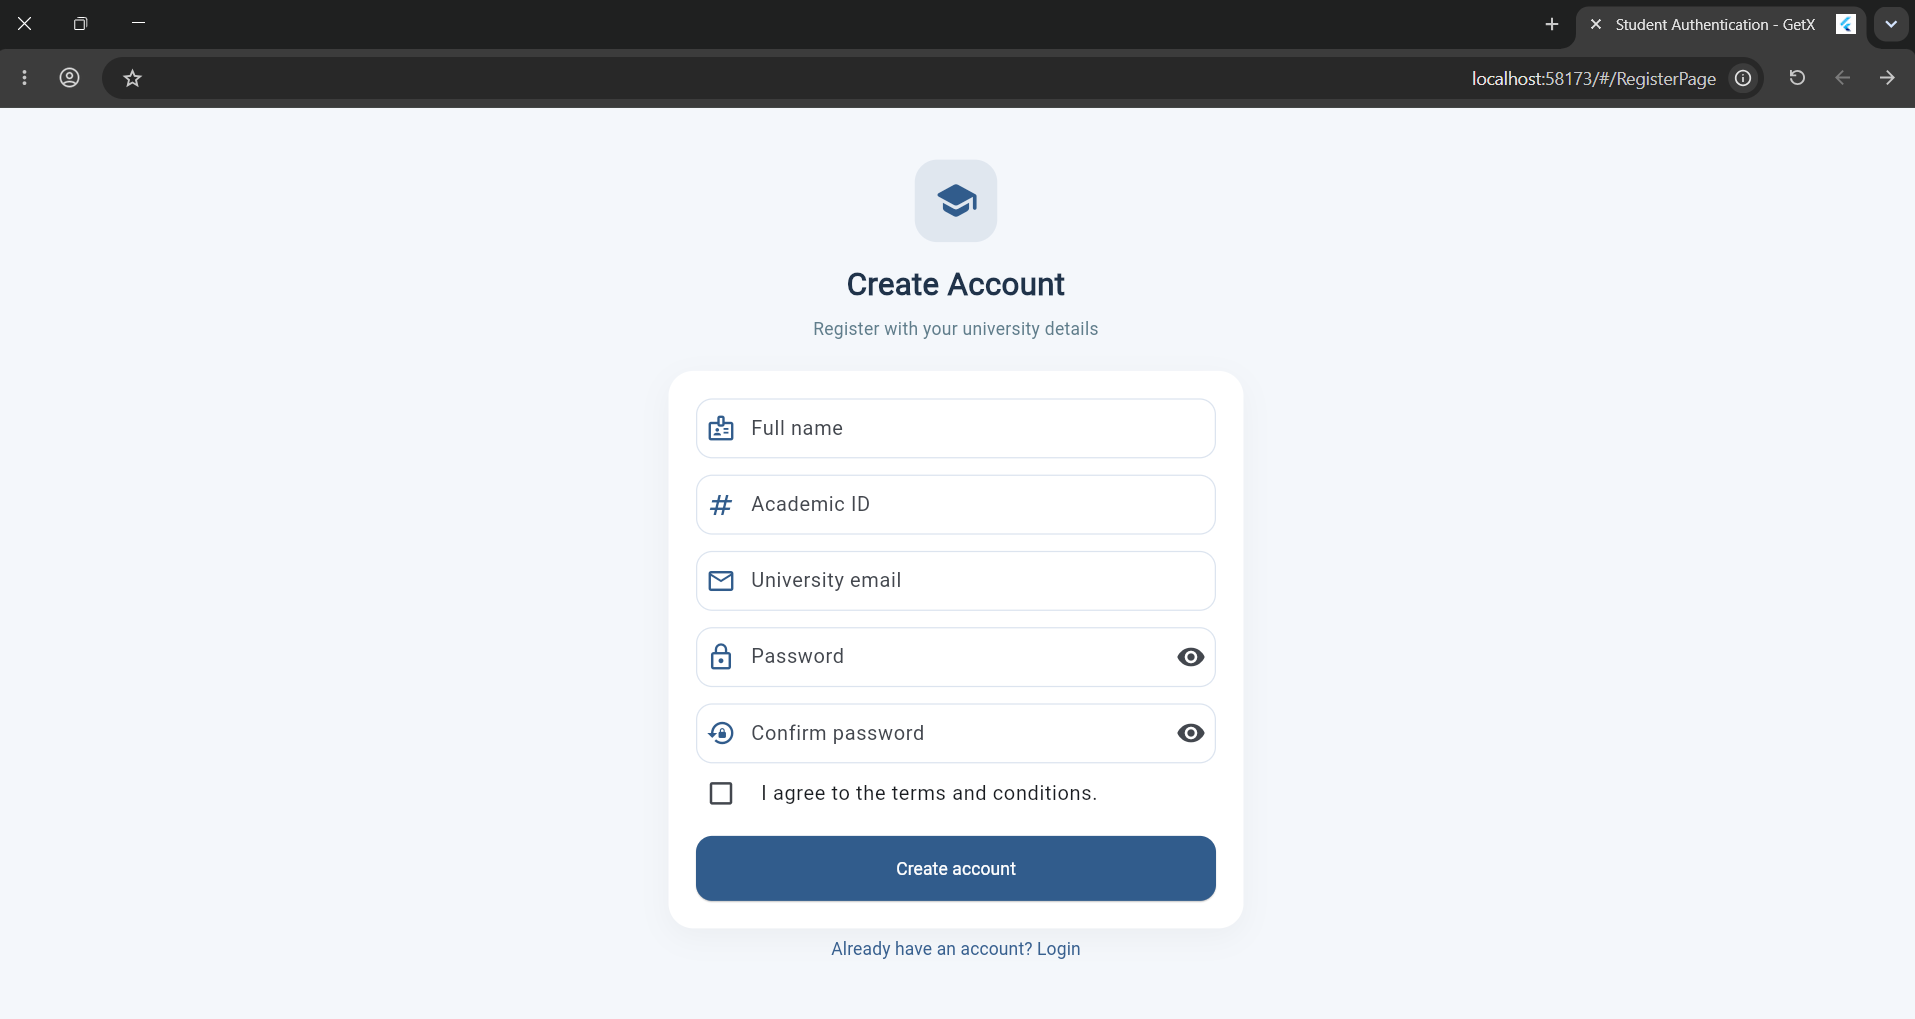 Student Authentication - GetX
localhost:58173/#/RegisterPage
Create Account
Register with your university details
Full name
Academic ID
University email
Password
Confirm password
I agree to the terms and conditions.
Create account
Already have an account? Login